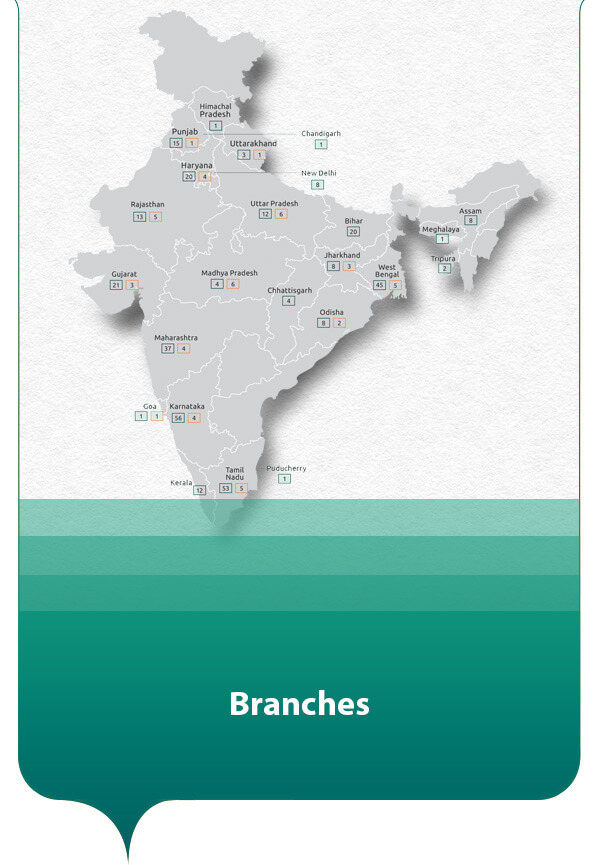 Himachal
Pradesh
1
Punjab
15 1
Chandigarh
1
Uttarakhand
3 1
Haryana
20 4
New Delhi
8
Rajasthan
13 5
Uttar Pradesh
12 6
Bihar
20
Assam
8
Meghalaya
1
Tripura
2
Jharkhand
8 3
West
Bengal
45 5
Gujarat
21 3
Madhya Pradesh
4 6
Chhattisgarh
4
Odisha
8 2
Maharashtra
37 4
Goa
1 1
Karnataka
56 4
Kerala
12
Tamil
Nadu
53 5
Puducherry
1
Branches